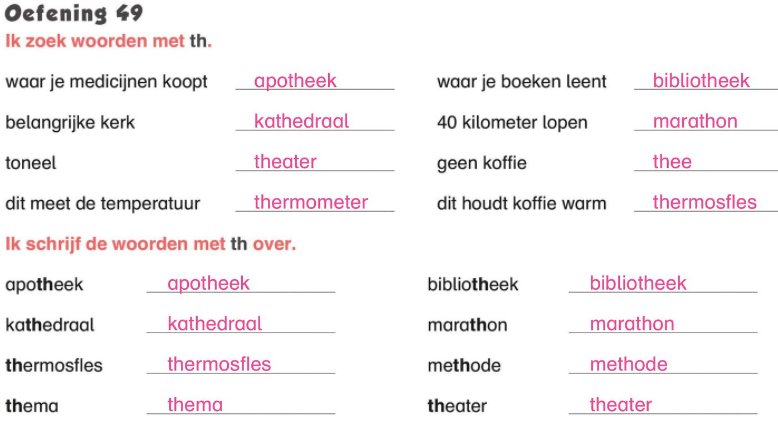 Oefening 49
Ik zoek woorden met th.
waar je medicijnen koopt apotheek waar je boeken leent bibliotheek
belangrijke kerk kathedraal 40 kilometer lopen marathon
toneel theater geen koffie thee
dit meet de temperatuur thermometer dit houdt koffie warm thermosfles
Ik schrijf de woorden met th over.
apotheek apotheek bibliotheek bibliotheek
kathedraal kathedraal marathon marathon
thermosfles thermosfles methode methode
thema thema theater theater